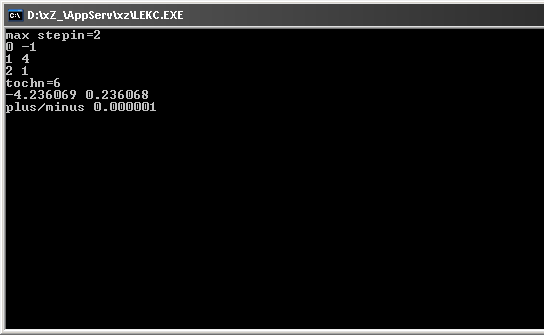 D:\xZ_\AppServ\xz\LEKC.EXE
max stepin=2
0 -1
1 4
2 1
tochn=6
-4.236069 0.236068
plus/minus 0.000001